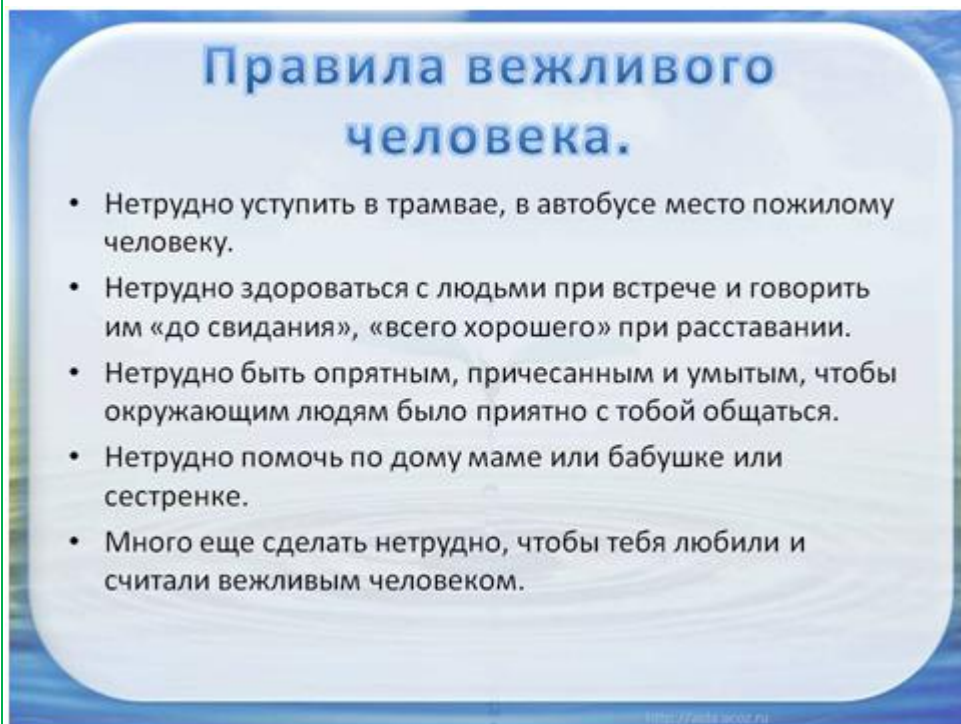 Правила вежливого
человека.
• Нетрудно уступить в трамвае, в автобусе место пожилому
человеку.
• Нетрудно здороваться с людьми при встрече и говорить
им «до свидания», «всего хорошего» при расставании.
• Нетрудно быть опрятным, причесанным и умытым, чтобы
окружающим людям было приятно с тобой общаться.
• Нетрудно помочь по дому маме или бабушке или
сестренке.
• Много еще сделать нетрудно, чтобы тебя любили и
считали вежливым человеком.